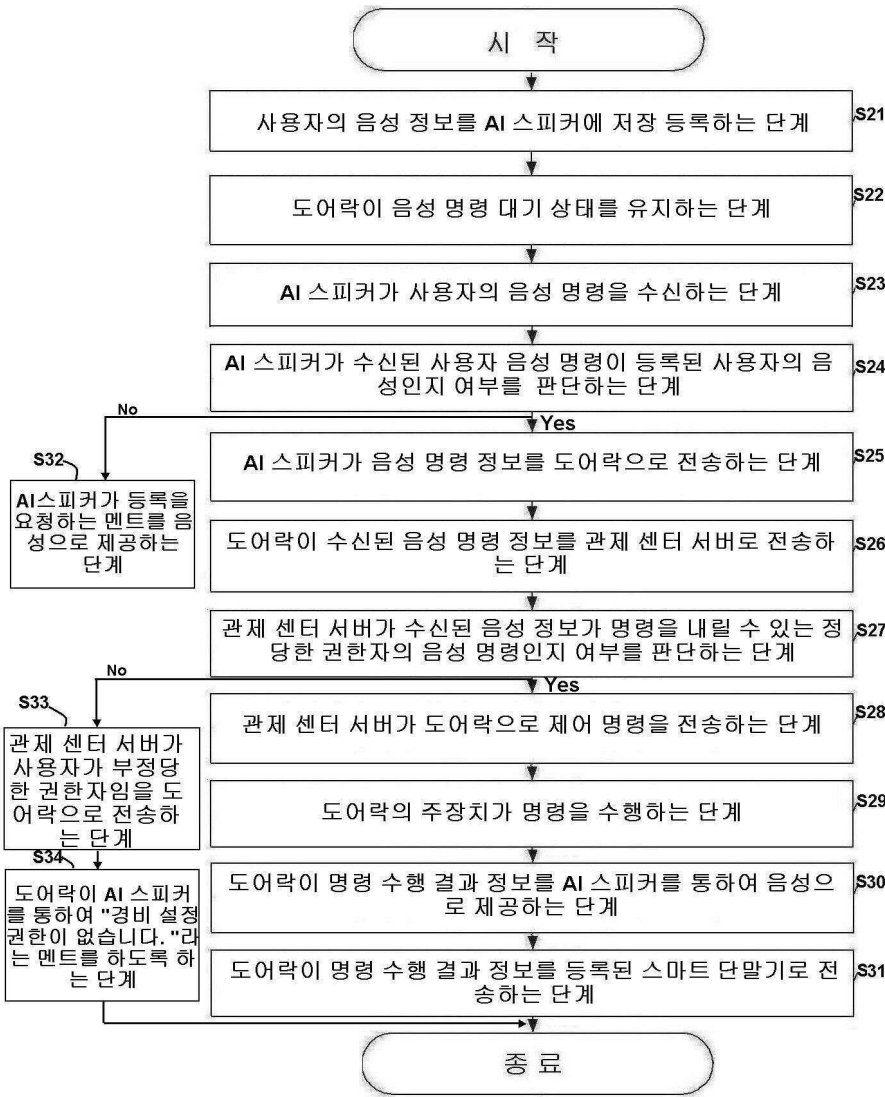 시 작
사용자의 음성 정보를 AI 스피커에 저장 등록하는 단계
S21
도어락이 음성 명령 대기 상태를 유지하는 단계
S22
AI 스피커가 사용자의 음성 명령을 수신하는 단계
S23
AI 스피커가 수신된 사용자 음성 명령이 등록된 사용자의 음
성인지 여부를 판단하는 단계
S24
No
Yes
S32
AI스피커가 등록을
요청하는 멘트를 음
성으로 제공하는
단계
AI 스피커가 음성 명령 정보를 도어락으로 전송하는 단계
S25
도어락이 수신된 음성 명령 정보를 관제 센터 서버로 전송하
는 단계
S26
관제 센터 서버가 수신된 음성 정보가 명령을 내릴 수 있는 정
당한 권한자의 음성 명령인지 여부를 판단하는 단계
S27
No
Yes
S33
관제 센터 서버가
사용자가 부정당
한 권한자임을 도
어락으로 전송하
는 단계
관제 센터 서버가 도어락으로 제어 명령을 전송하는 단계
S28
도어락의 주장치가 명령을 수행하는 단계
S29
S34
도어락이 AI 스피커
를 통하여 "경비 설정
권한이 없습니다. "라
는 멘트를 하도록 하
는 단계
도어락이 명령 수행 결과 정보를 AI 스피커를 통하여 음성으
로 제공하는 단계
S30
도어락이 명령 수행 결과 정보를 등록된 스마트 단말기로 전
송하는 단계
S31
종 료